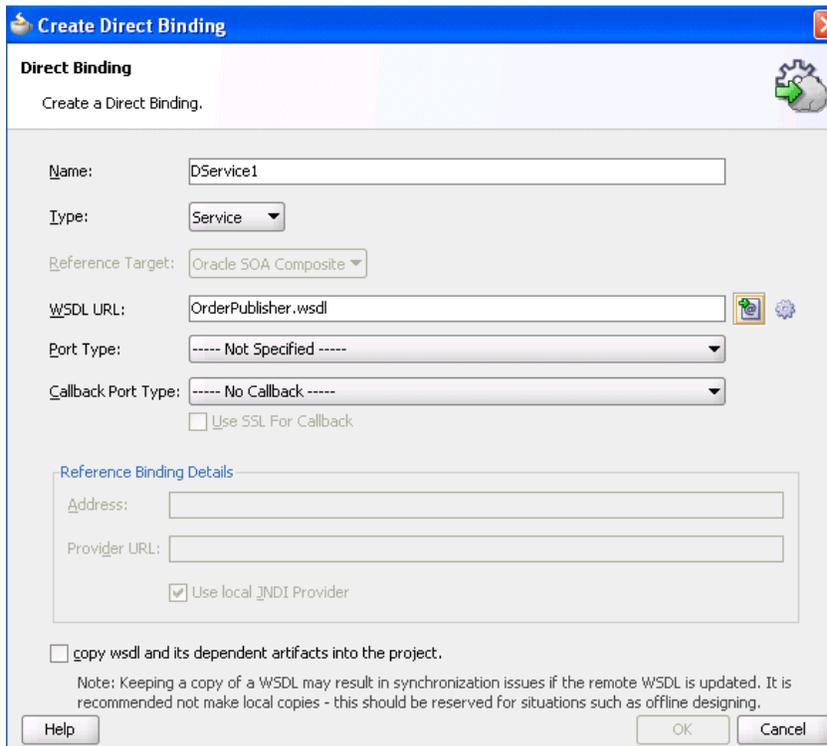 Create Direct Binding
Direct Binding
Create a Direct Binding.
Name: DService1
Type: Service
Reference Target: Oracle SOA Composite
WSDL URL: OrderPublisher.wsdl
Port Type: ----- Not Specified -----
Callback Port Type: ----- No Callback -----
Use SSL For Callback
Reference Binding Details
Address:
Provider URL:
Use local JNDI Provider
copy wsdl and its dependent artifacts into the project.
Note: Keeping a copy of a WSDL may result in synchronization issues if the remote WSDL is updated. It is
recommended not make local copies - this should be reserved for situations such as offline designing.
Help OK Cancel